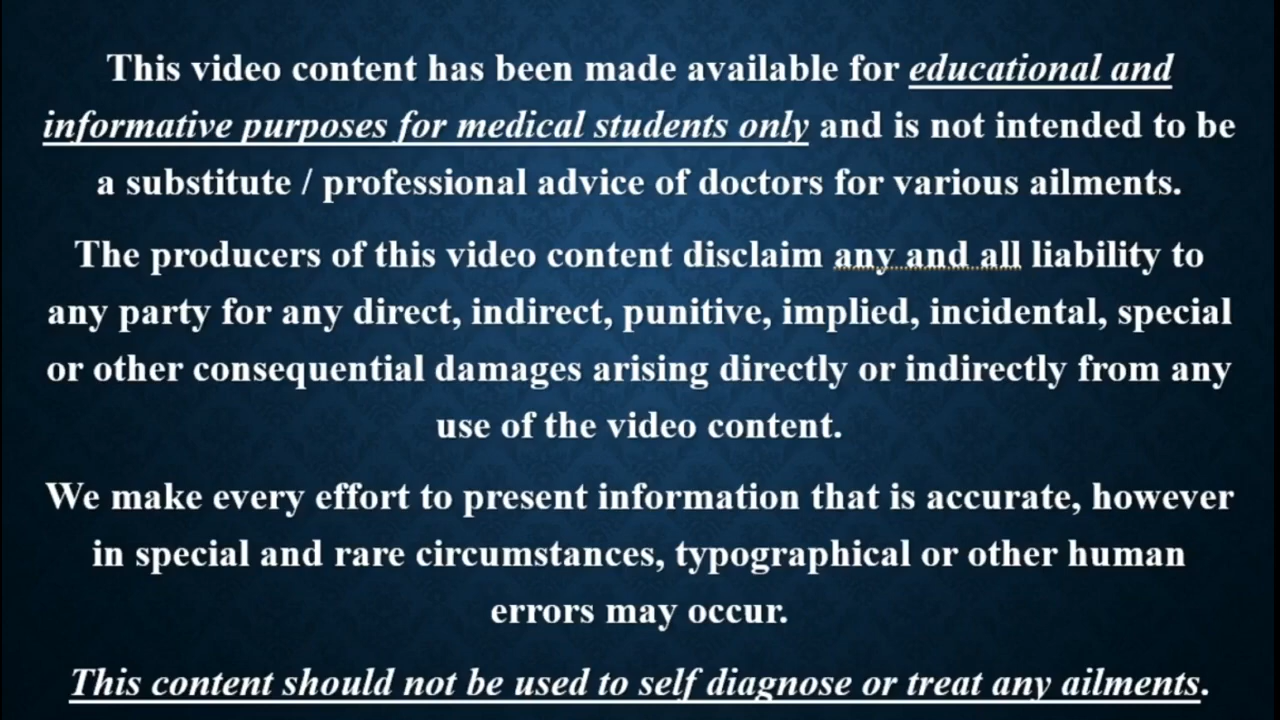 This video content has been made available for educational and
informative purposes for medical students only and is not intended to be
a substitute / professional advice of doctors for various ailments.
The producers of this video content disclaim any and all liability to
any party for any direct, indirect, punitive, implied, incidental, special
or other consequential damages arising directly or indirectly from any
use of the video content.
We make every effort to present information that is accurate, however
in special and rare circumstances, typographical or other human
errors may occur.
This content should not be used to self diagnose or treat any ailments.